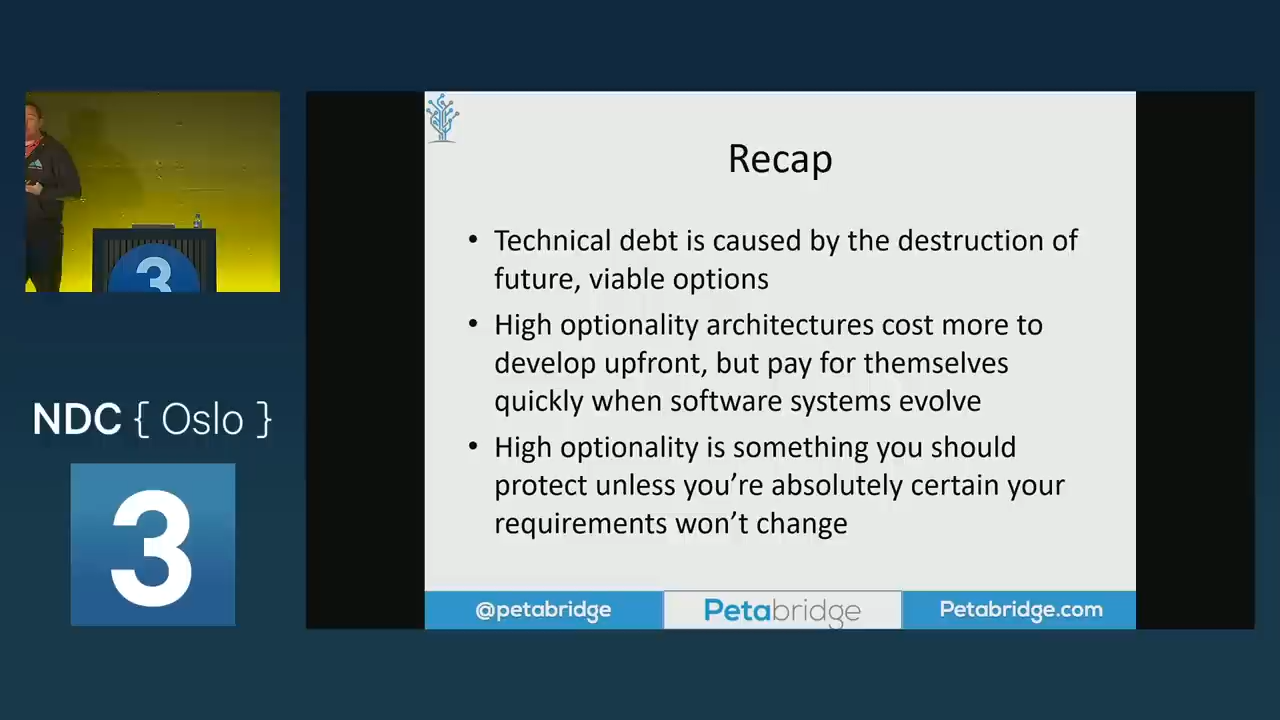 3
NDC { Oslo }
3
Recap
• Technical debt is caused by the destruction of
future, viable options
• High optionality architectures cost more to
develop upfront, but pay for themselves
quickly when software systems evolve
• High optionality is something you should
protect unless you’re absolutely certain your
requirements won’t change
@petabridge
Petabridge
Petabridge.com